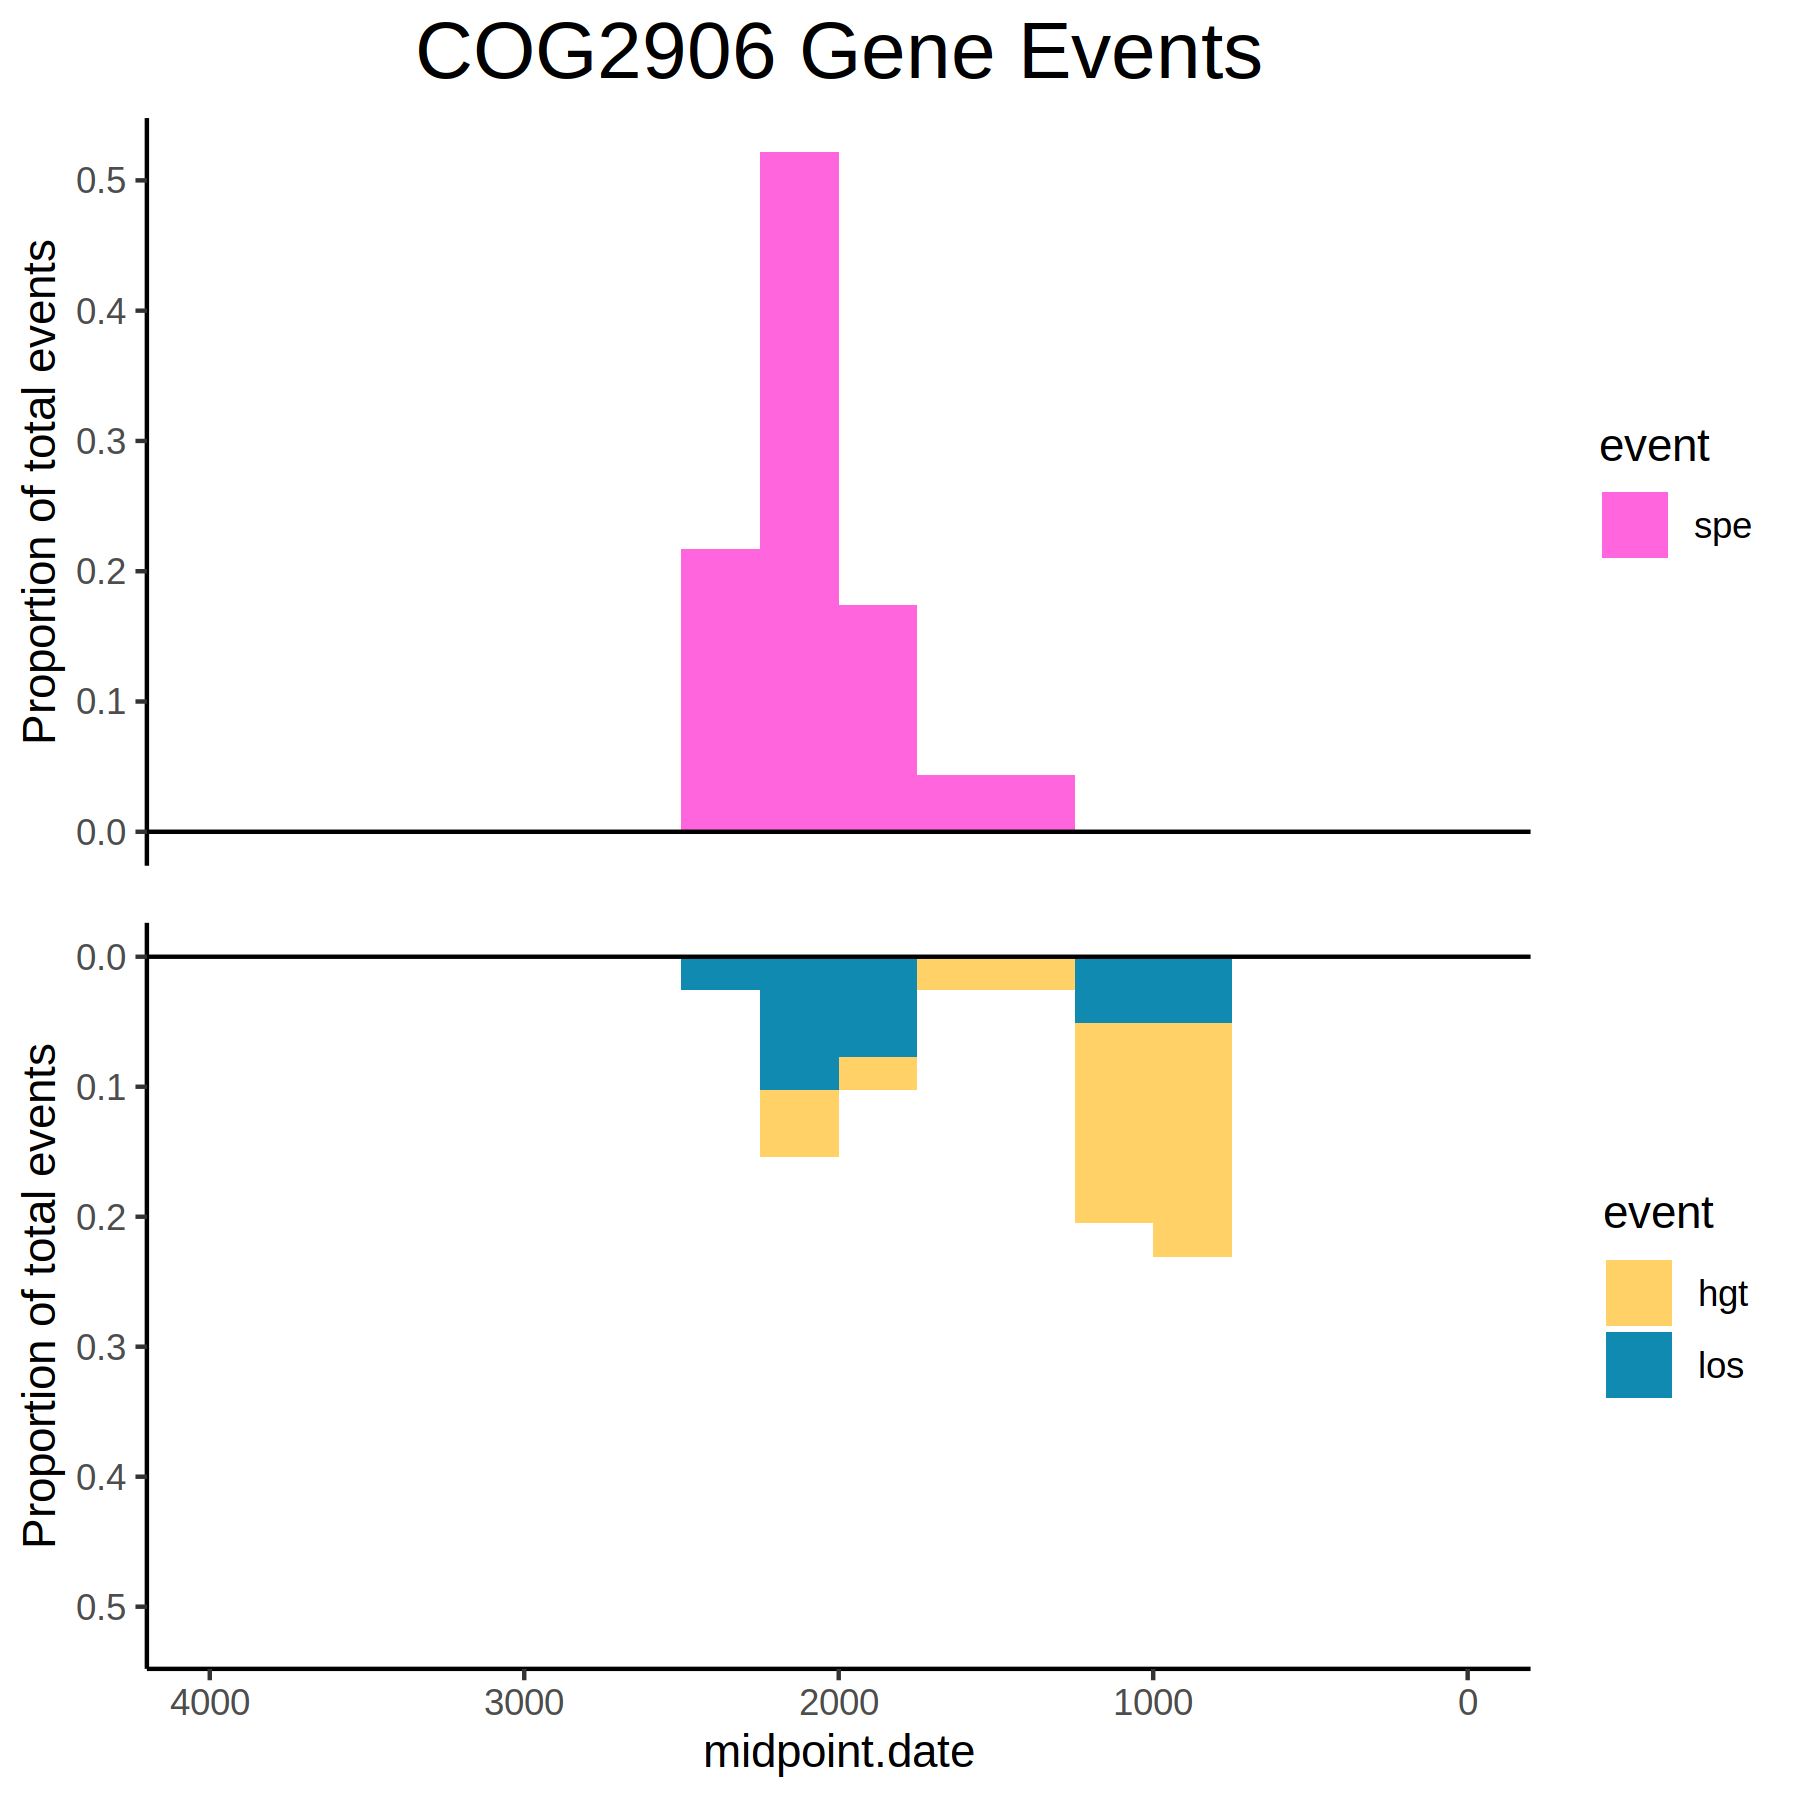 COG2906 Gene Events
Proportion of total events
0.5
0.4
0.3
0.2
0.1
0.0
event
spe
Proportion of total events
0.0
0.1
0.2
0.3
0.4
0.5
event
hgt
los
4000 3000 2000 1000 0
midpoint.date